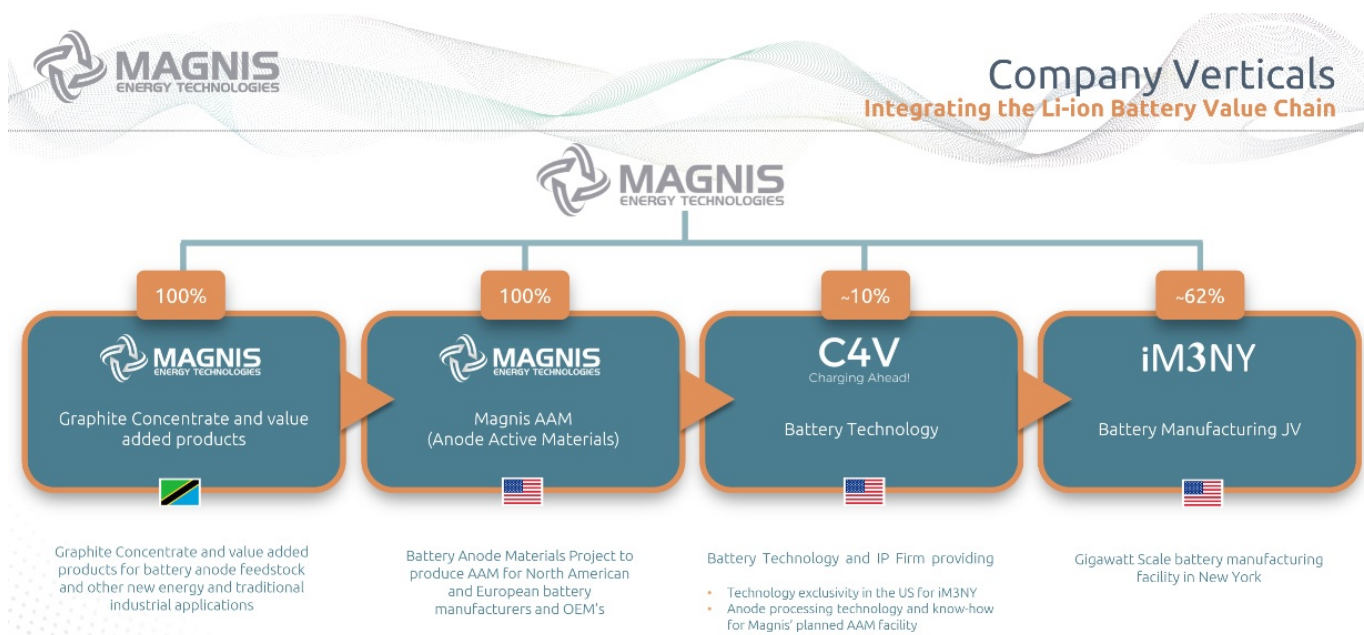 MAGNIS
ENERGY TECHNOLOGIES
Company Verticals
Integrating the Li-ion Battery Value Chain
MAGNIS
ENERGY TECHNOLOGIES
100%
100%
~10%
~62%
MAGNIS
ENERGY TECHNOLOGIES
Graphite Concentrate and value
added products
MAGNIS
ENERGY TECHNOLOGIES
Magnis AAM
(Anode Active Materials)
C4V
Charging Ahead!
Battery Technology
iM3NY
Battery Manufacturing JV
Graphite Concentrate and value added
products for battery anode feedstock
and other new energy and traditional
industrial applications
Battery Anode Materials Project to
produce AAM for North American
and European battery
manufacturers and OEM's
Battery Technology and IP Firm providing
• Technology exclusivity in the US for iM3NY
• Anode processing technology and know-how
for Magnis' planned AAM facility
Gigawatt Scale battery manufacturing
facility in New York